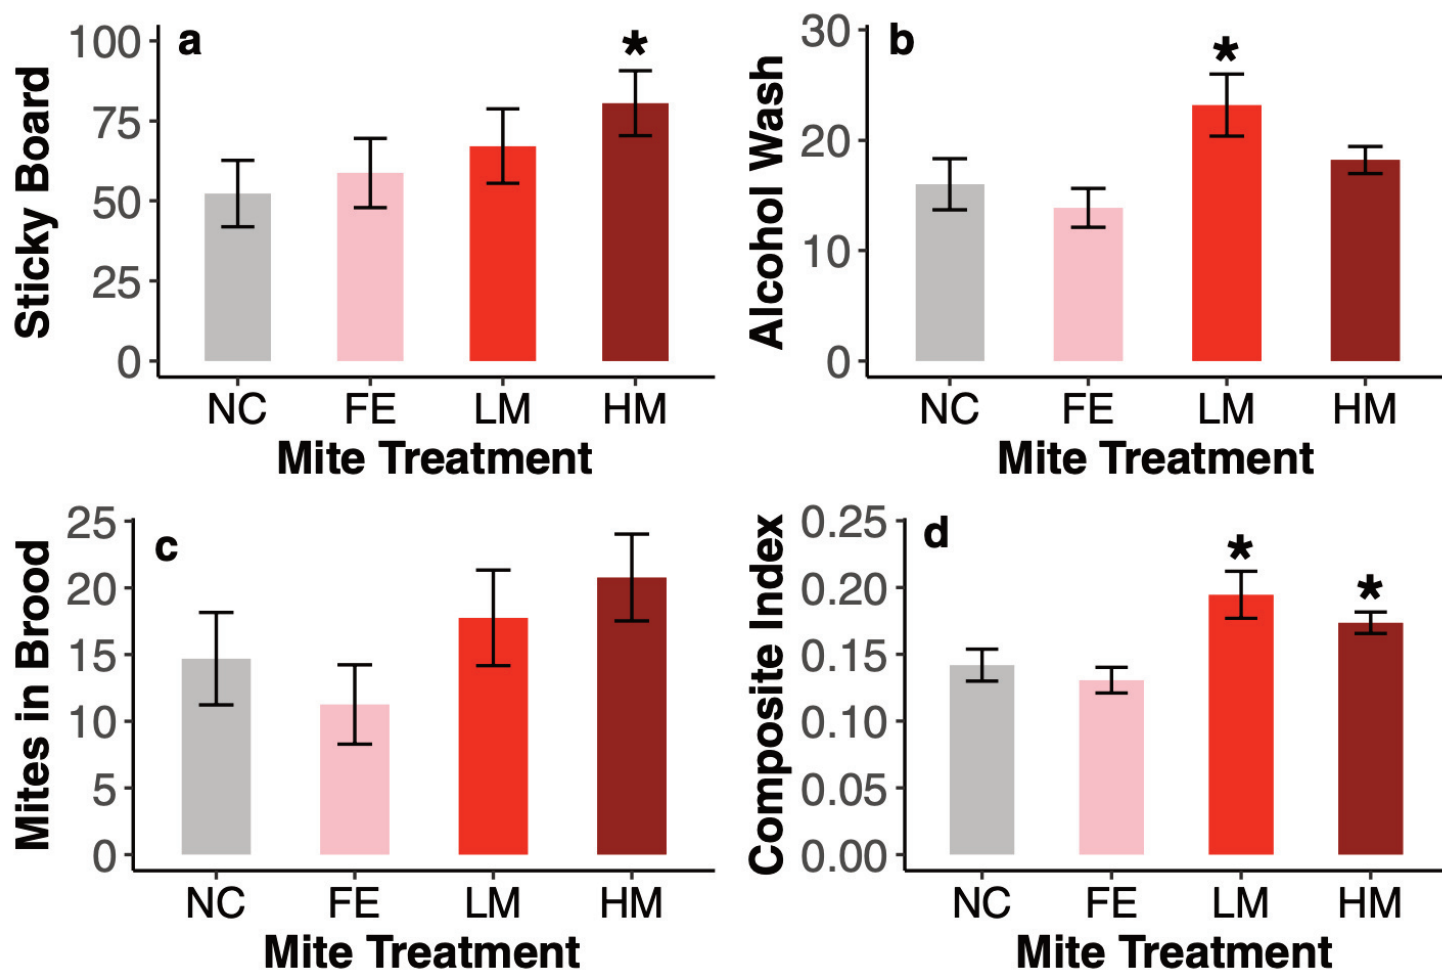 a
*
Sticky Board
100
75
50
25
0
NC FE LM HM
Mite Treatment
b
*
Alcohol Wash
30
20
10
0
NC FE LM HM
Mite Treatment
c
Mites in Brood
25
20
15
10
5
0
NC FE LM HM
Mite Treatment
d
*
*
Composite Index
0.25
0.20
0.15
0.10
0.05
0.00
NC FE LM HM
Mite Treatment